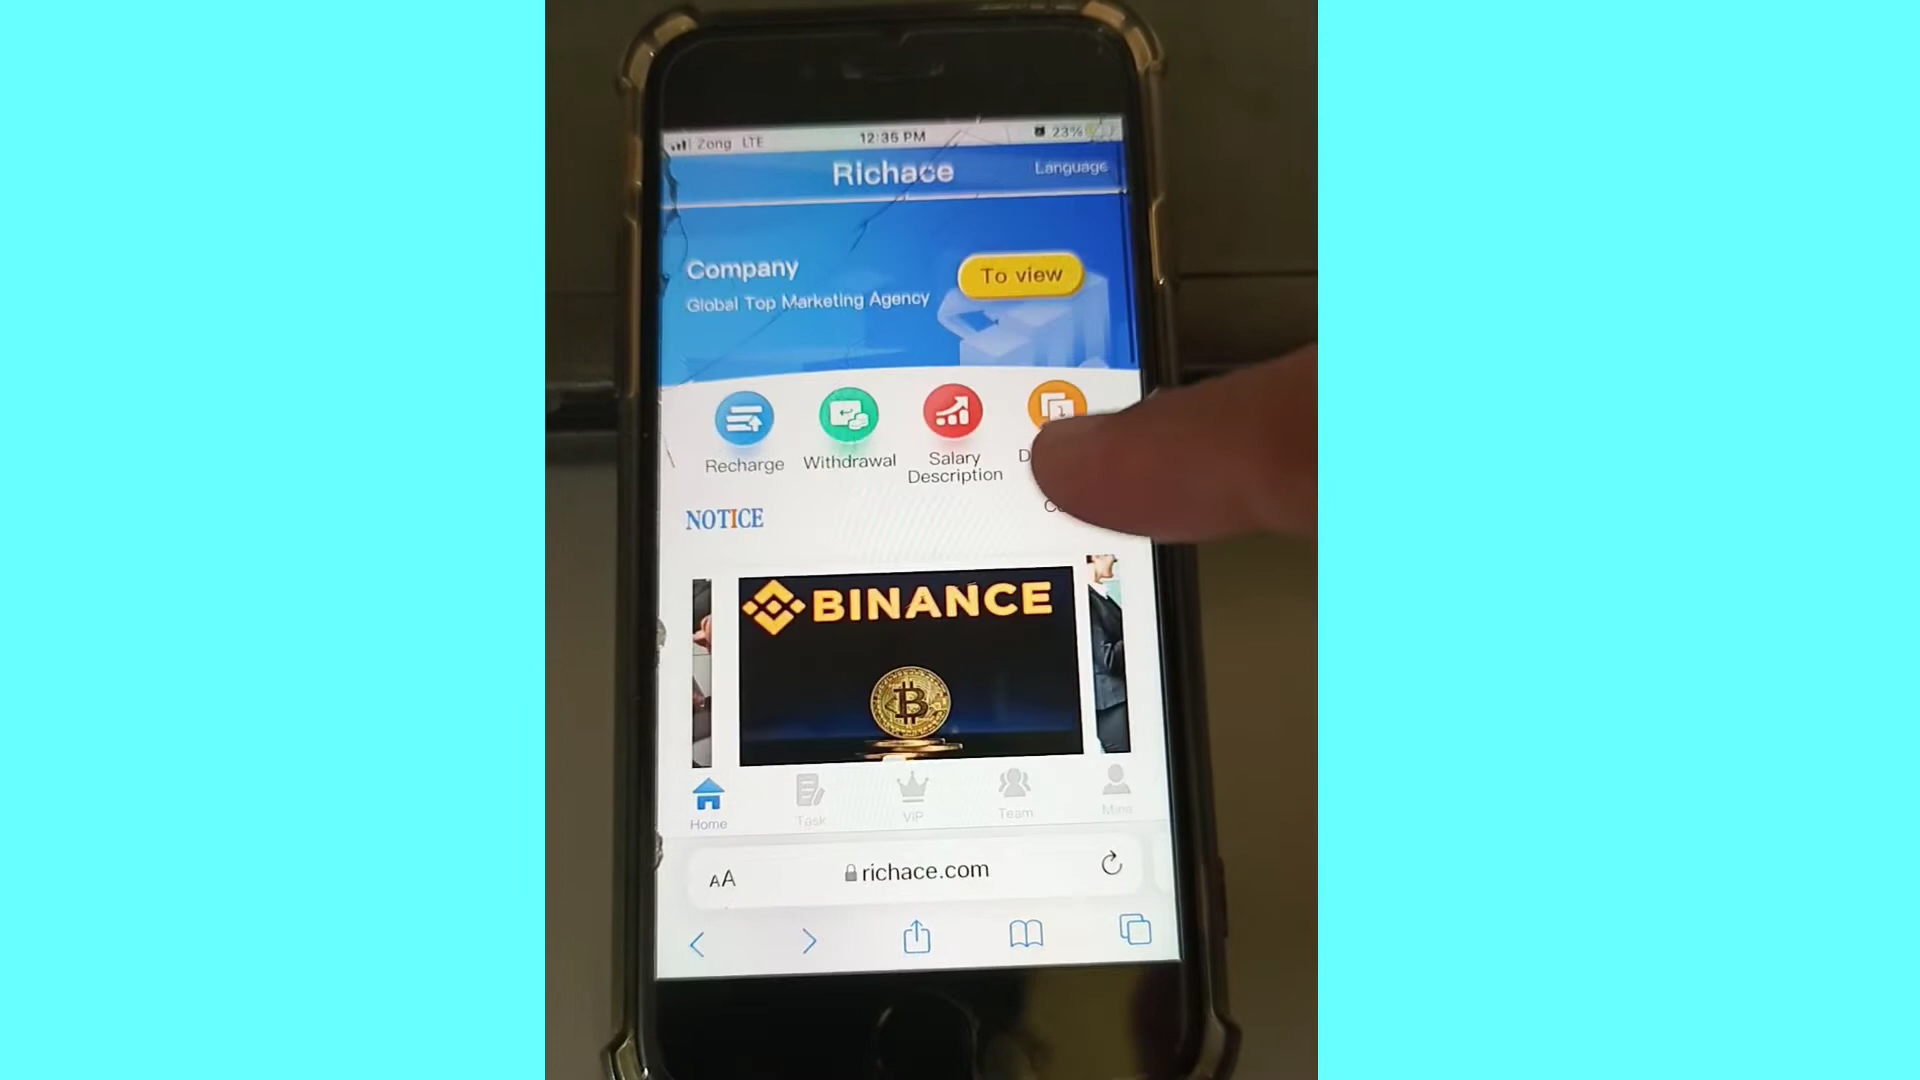 Zong LTE 12:35 PM 23%
Richace Language
Company
To view
Global Top Marketing Agency
Recharge Withdrawal Salary
Description
NOTICE
BINANCE
Home Task VIP Team Mine
AA richace.com